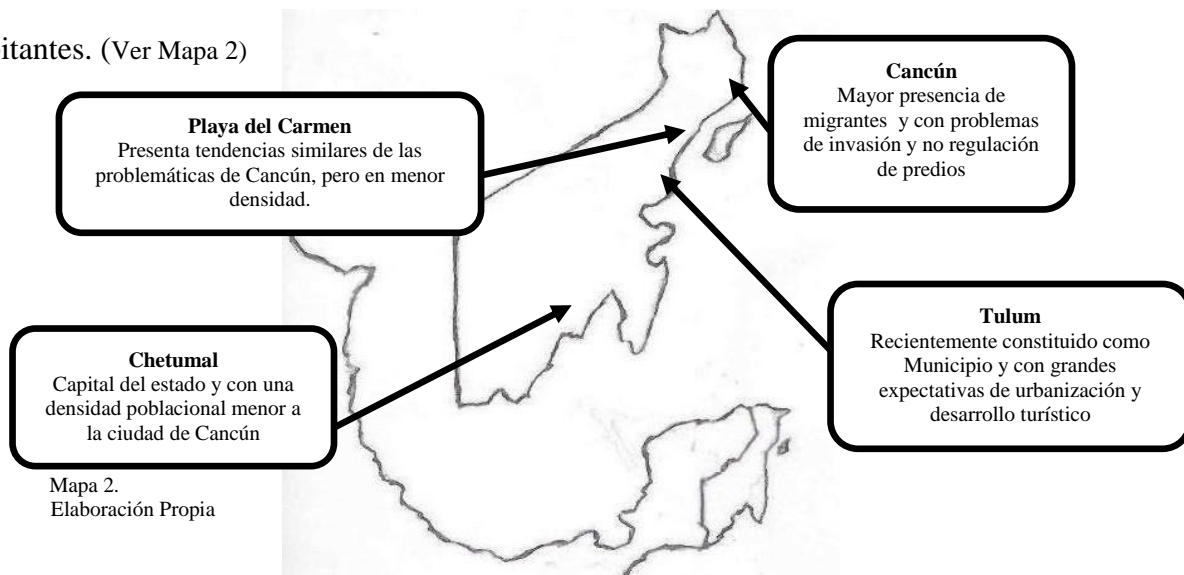 bitantes. (Ver Mapa 2)
Cancún
Mayor presencia de
migrantes y con problemas
de invasión y no regulación
de predios
Playa del Carmen
Presenta tendencias similares de las
problemáticas de Cancún, pero en menor
densidad.
Tulum
Recientemente constituido como
Municipio y con grandes
expectativas de urbanización y
desarrollo turístico
Chetumal
Capital del estado y con una
densidad poblacional menor a
la ciudad de Cancún
Mapa 2.
Elaboración Propia